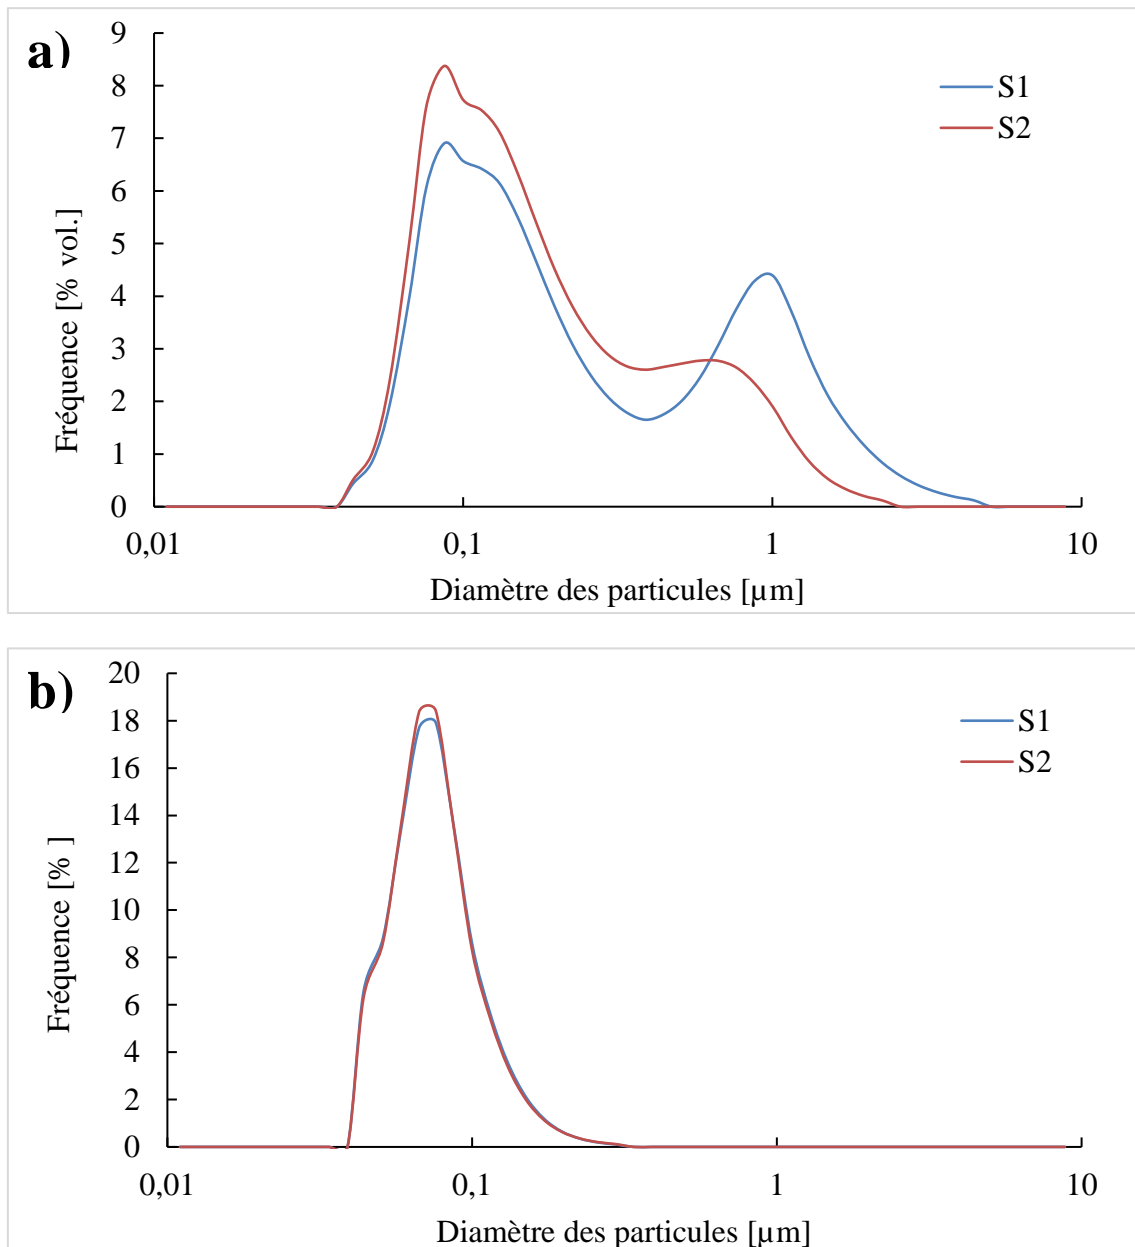 a)
9
8
7
6
5
4
3
2
1
0
Fréquence [% vol.]
S1
S2
0,01
0,1
1
10
Diamètre des particules [µm]
b)
20
18
16
14
12
10
8
6
4
2
0
Fréquence [% ]
S1
S2
0,01
0,1
1
10
Diamètre des particules [µm]